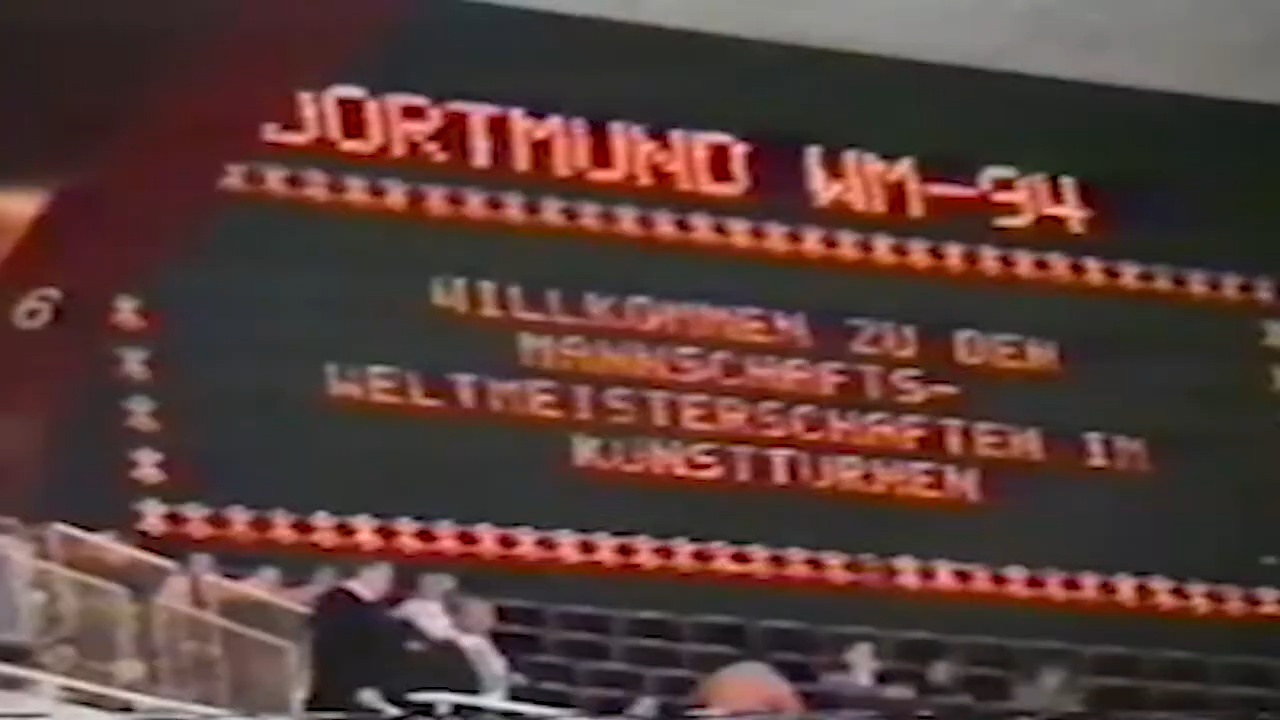 DORTMUND WM-94
6
WILLKOMMEN ZU DEN
MANNSCHAFTS-
WELTMEISTERSCHAFTEN IM
KUNSTTURNEN